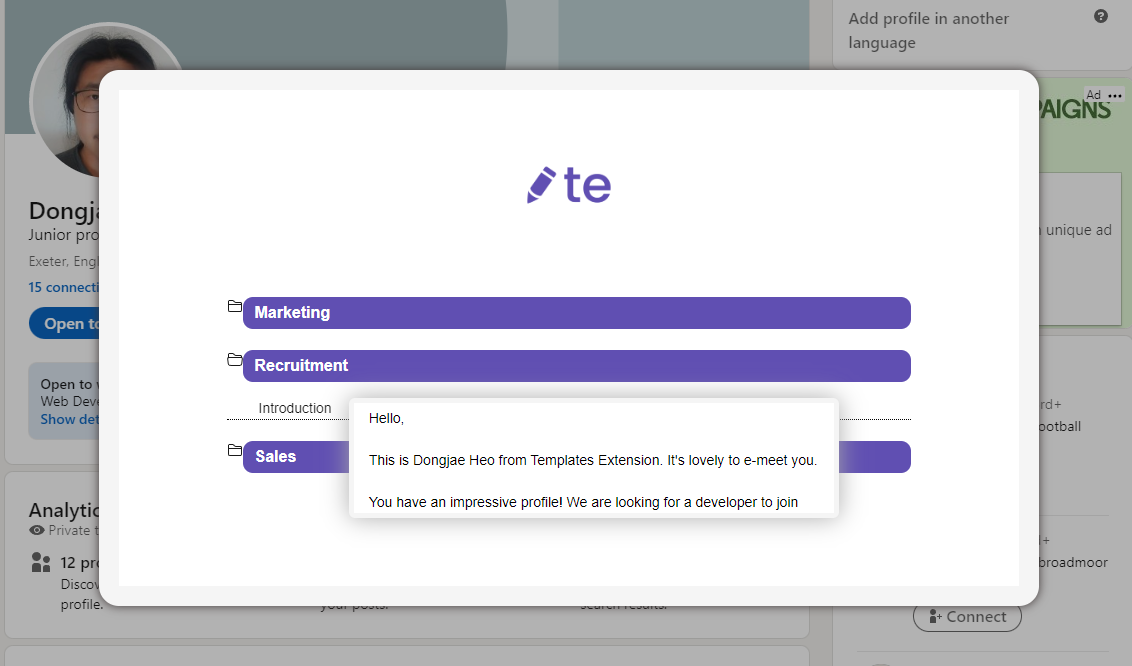 Add profile in another
language
Ad
PAIGNS
Dongja
Junior pro
Exeter, Engl
unique ad
15 connecti
Open to
te
Marketing
Recruitment
Open to
Web Deve
Show det
Introduction
Hello,
This is Dongjae Heo from Templates Extension. It's lovely to e-meet you.
You have an impressive profile! We are looking for a developer to join
Sales
rd+
ootball
Analytic
Private t
12 pro
Discov
profile.
your posts.
search results.
broadmoor
Connect